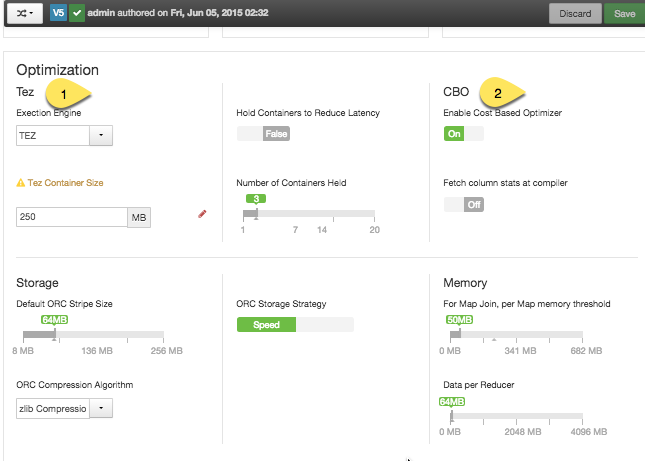 V5 admin authored on Fri, Jun 05, 2015 02:32
Discard
Save
Optimization
Tez
1
Exection Engine
TEZ
Hold Containers to Reduce Latency
False
CBO
2
Enable Cost Based Optimizer
On
Tez Container Size
250
MB
Number of Containers Held
3
1 7 14 20
Fetch column stats at compiler
Off
Storage
Default ORC Stripe Size
64MB
8 MB 136 MB 256 MB
ORC Storage Strategy
Speed
Memory
For Map Join, per Map memory threshold
50MB
0 MB 341 MB 682 MB
ORC Compression Algorithm
zlib Compressio
Data per Reducer
64MB
0 MB 2048 MB 4096 MB